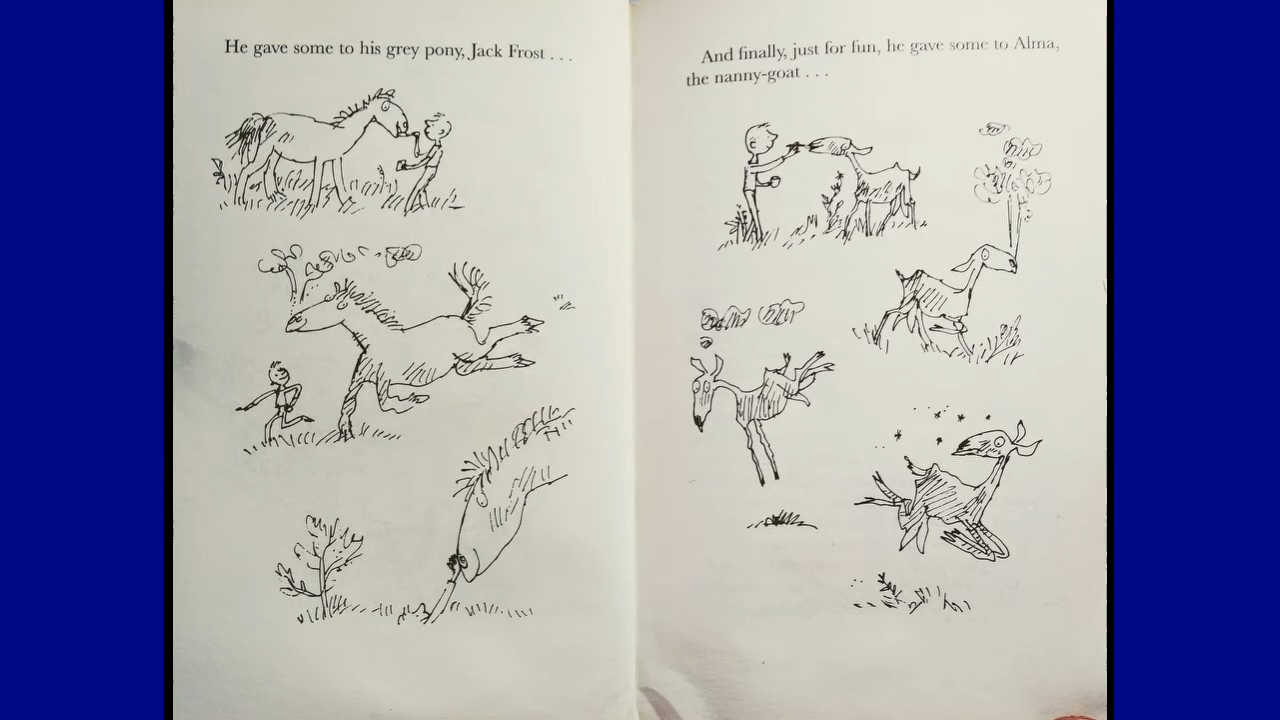 He gave some to his grey pony, Jack Frost . . .
And finally, just for fun, he gave some to Alma,
the nanny-goat . . .